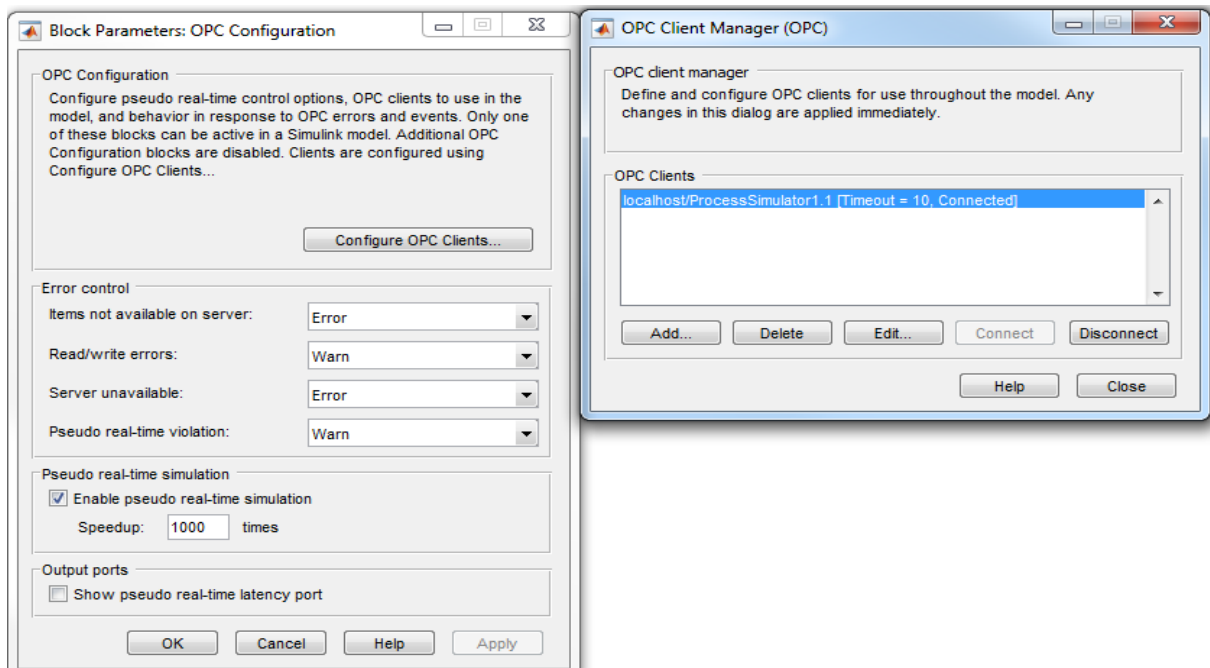 Block Parameters: OPC Configuration
OPC Configuration
Configure pseudo real-time control options, OPC clients to use in the
model, and behavior in response to OPC errors and events. Only one
of these blocks can be active in a Simulink model. Additional OPC
Configuration blocks are disabled. Clients are configured using
Configure OPC Clients...
Configure OPC Clients...
Error control
Items not available on server:
Error
Read/write errors:
Warn
Server unavailable:
Error
Pseudo real-time violation:
Warn
Pseudo real-time simulation
Enable pseudo real-time simulation
Speedup: 1000 times
Output ports
Show pseudo real-time latency port
OK Cancel Help Apply
OPC Client Manager (OPC)
OPC client manager
Define and configure OPC clients for use throughout the model. Any
changes in this dialog are applied immediately.
OPC Clients
localhost/ProcessSimulator1.1 [Timeout = 10, Connected]
Add... Delete Edit... Connect Disconnect
Help Close